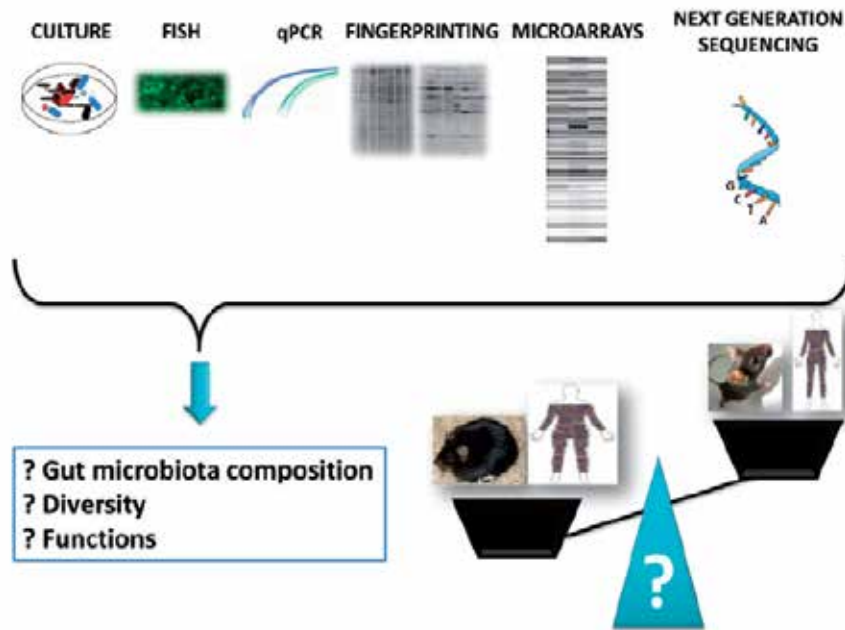 CULTURE FISH qPCR FINGERPRINTING MICROARRAYS NEXT GENERATION
SEQUENCING
G
C
T
A
? Gut microbiota composition
? Diversity
? Functions
?